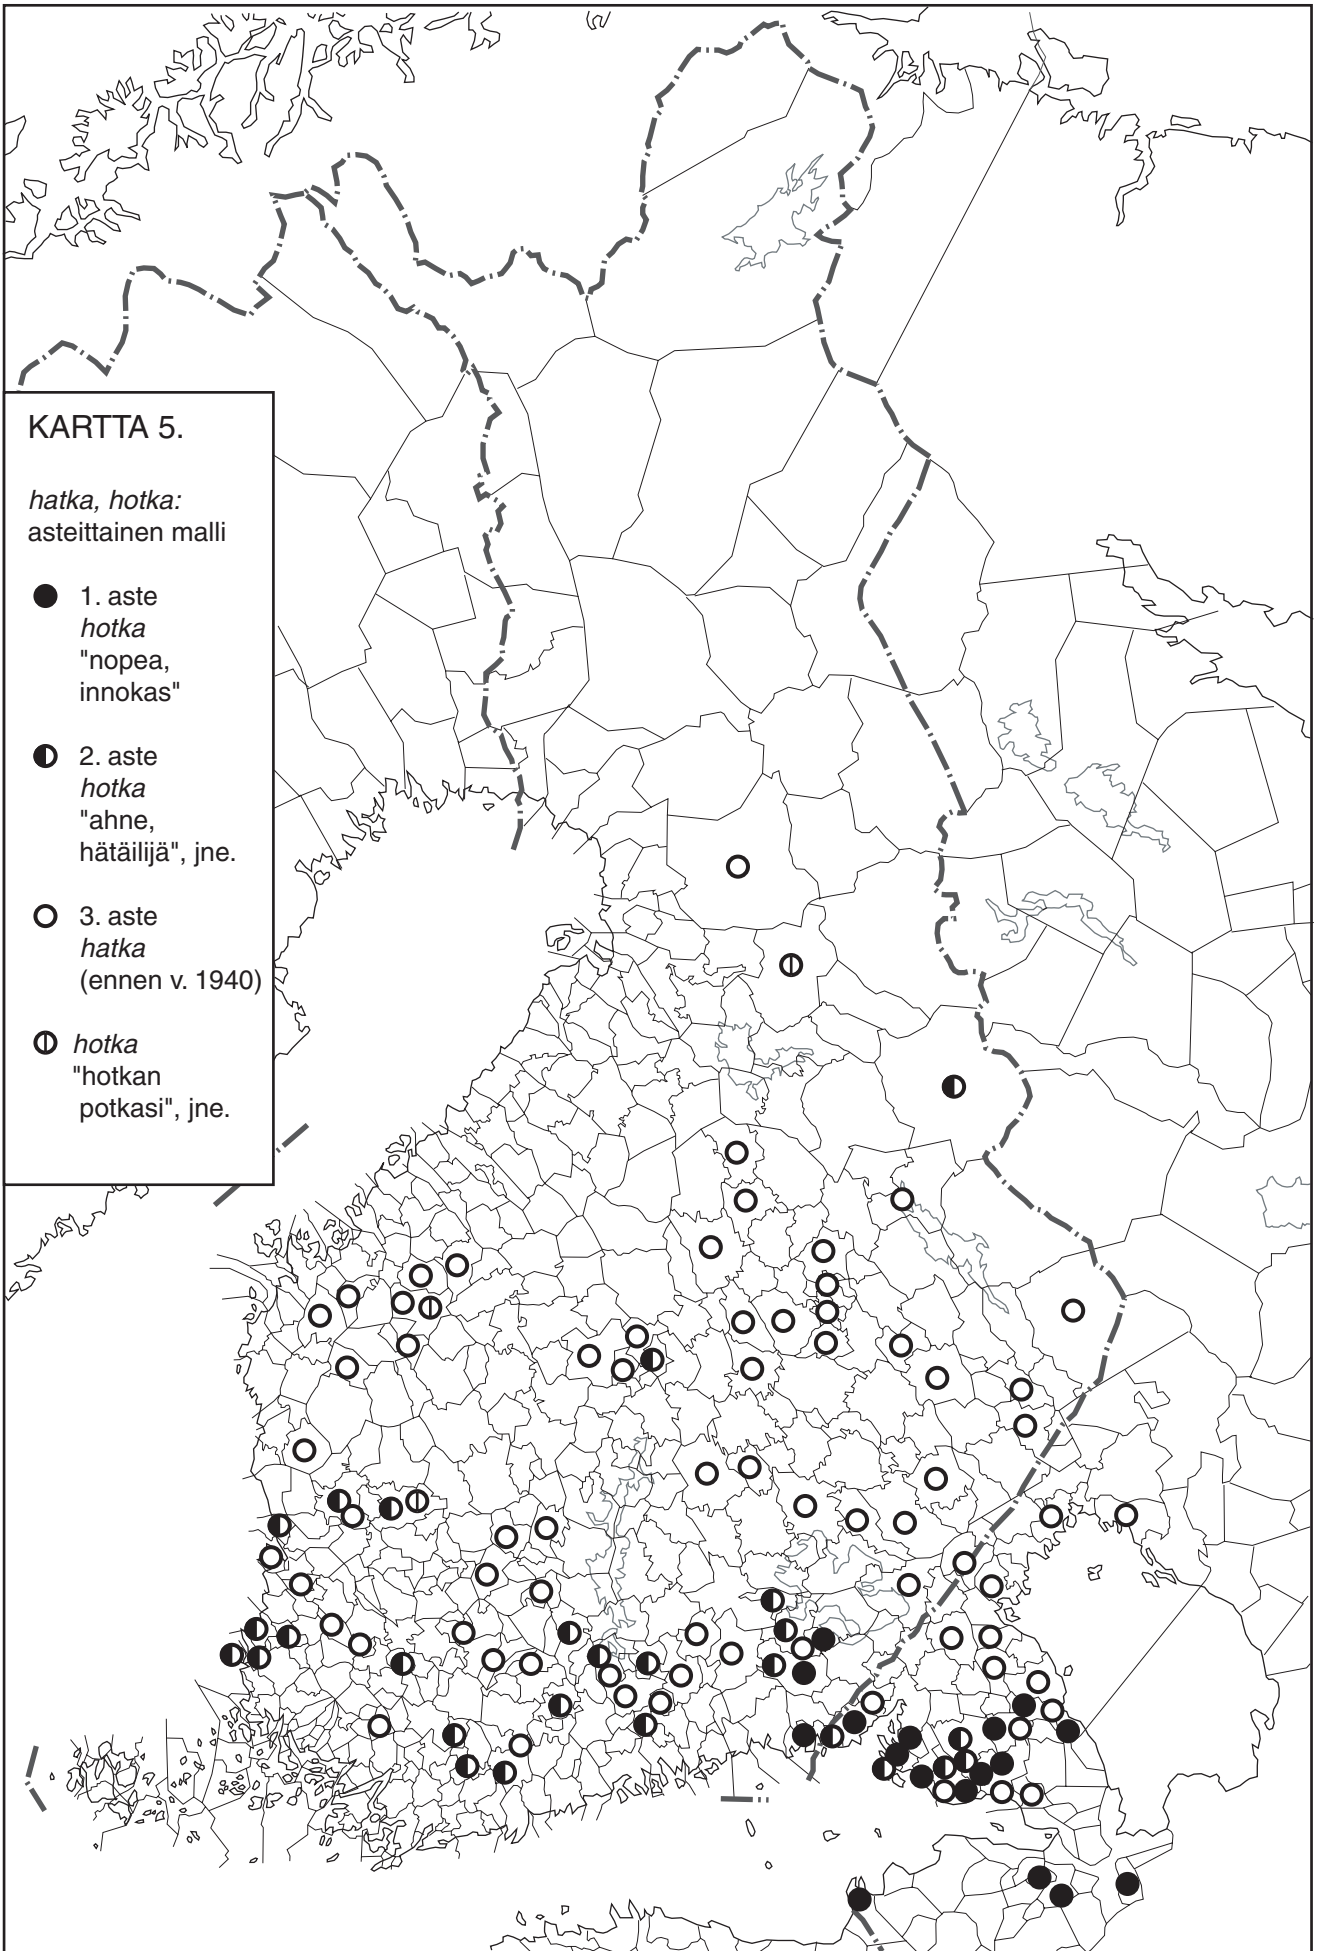 KARTTA 5.
hatka, hotka:
asteittainen malli
1. aste
hotka
"nopea,
innokas"
2. aste
hotka
"ahne,
hätäilijä", jne.
3. aste
hatka
(ennen v. 1940)
hotka
"hotkan
potkasi", jne.